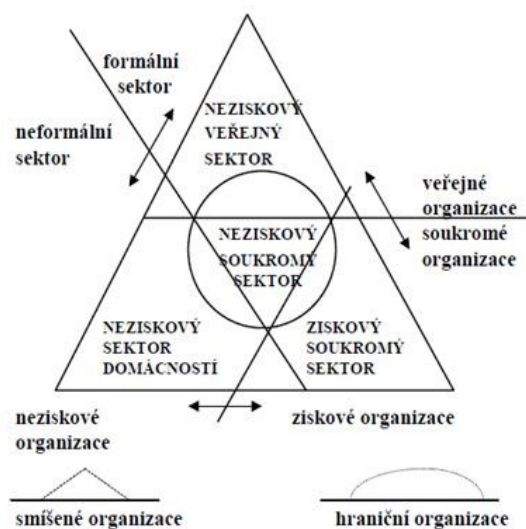 formální
sektor
neformální
sektor
NEZISKOVÝ
VEŘEJNÝ
SEKTOR
veřejné
organizace
soukromé
organizace
NEZISKOVÝ
SOUKROMÝ
SEKTOR
NEZISKOVÝ
SEKTOR
DOMÁCNOSTÍ
ZISKOVÝ
SOUKROMÝ
SEKTOR
neziskové
organizace
ziskové organizace
smíšené organizace
hraniční organizace